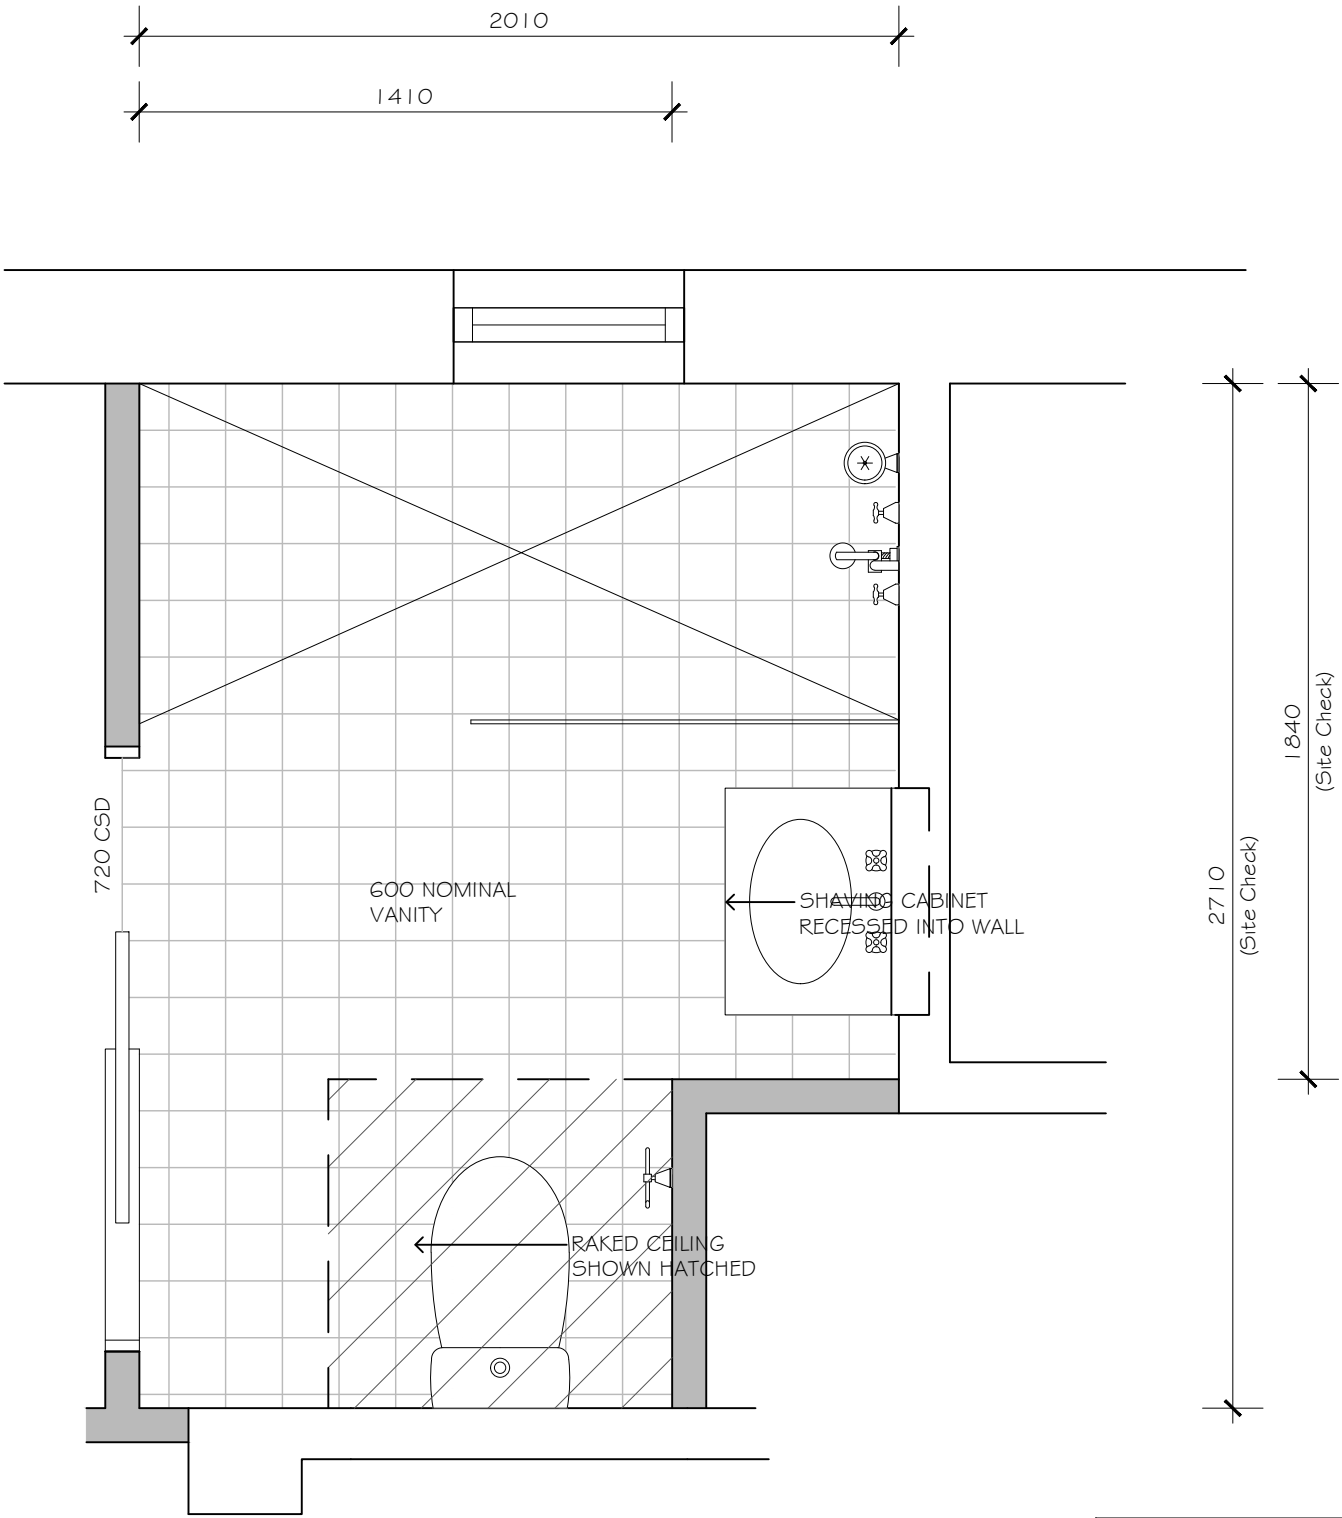 2010
1410
720 CSD
600 NOMINAL
VANITY
SHAVING CABINET
RECESSED INTO WALL
RAKED CEILING
SHOWN HATCHED
2710
(Site Check)
1840
(Site Check)